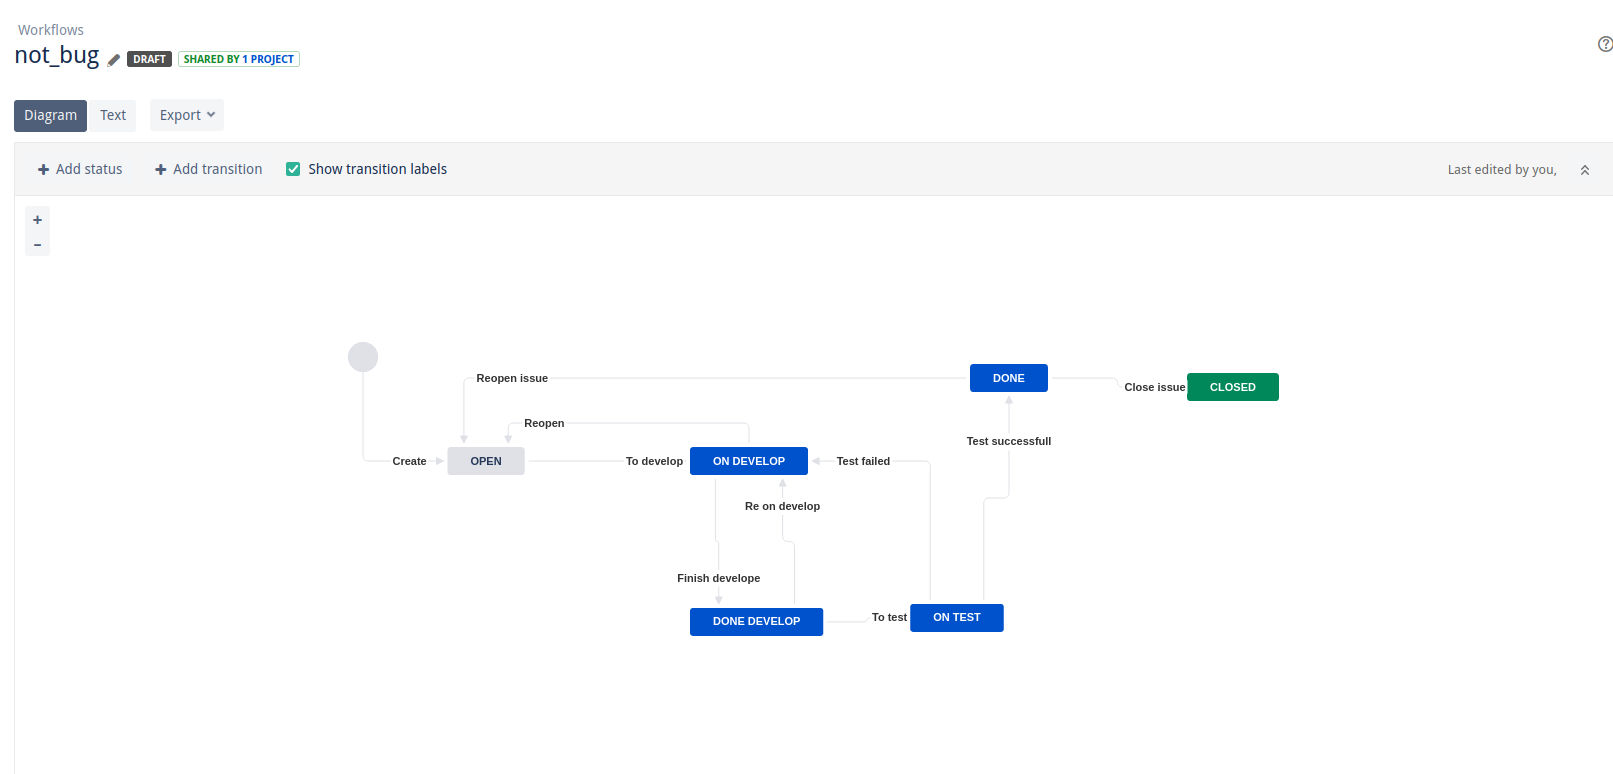 Workflows
not_bug DRAFT SHARED BY 1 PROJECT
Diagram Text Export
Add status Add transition Show transition labels Last edited by you,
+
−
DONE
Reopen issue
Close issue CLOSED
Reopen
Test successfull
Create OPEN To develop ON DEVELOP Test failed
Re on develop
Finish develope
DONE DEVELOP To test ON TEST